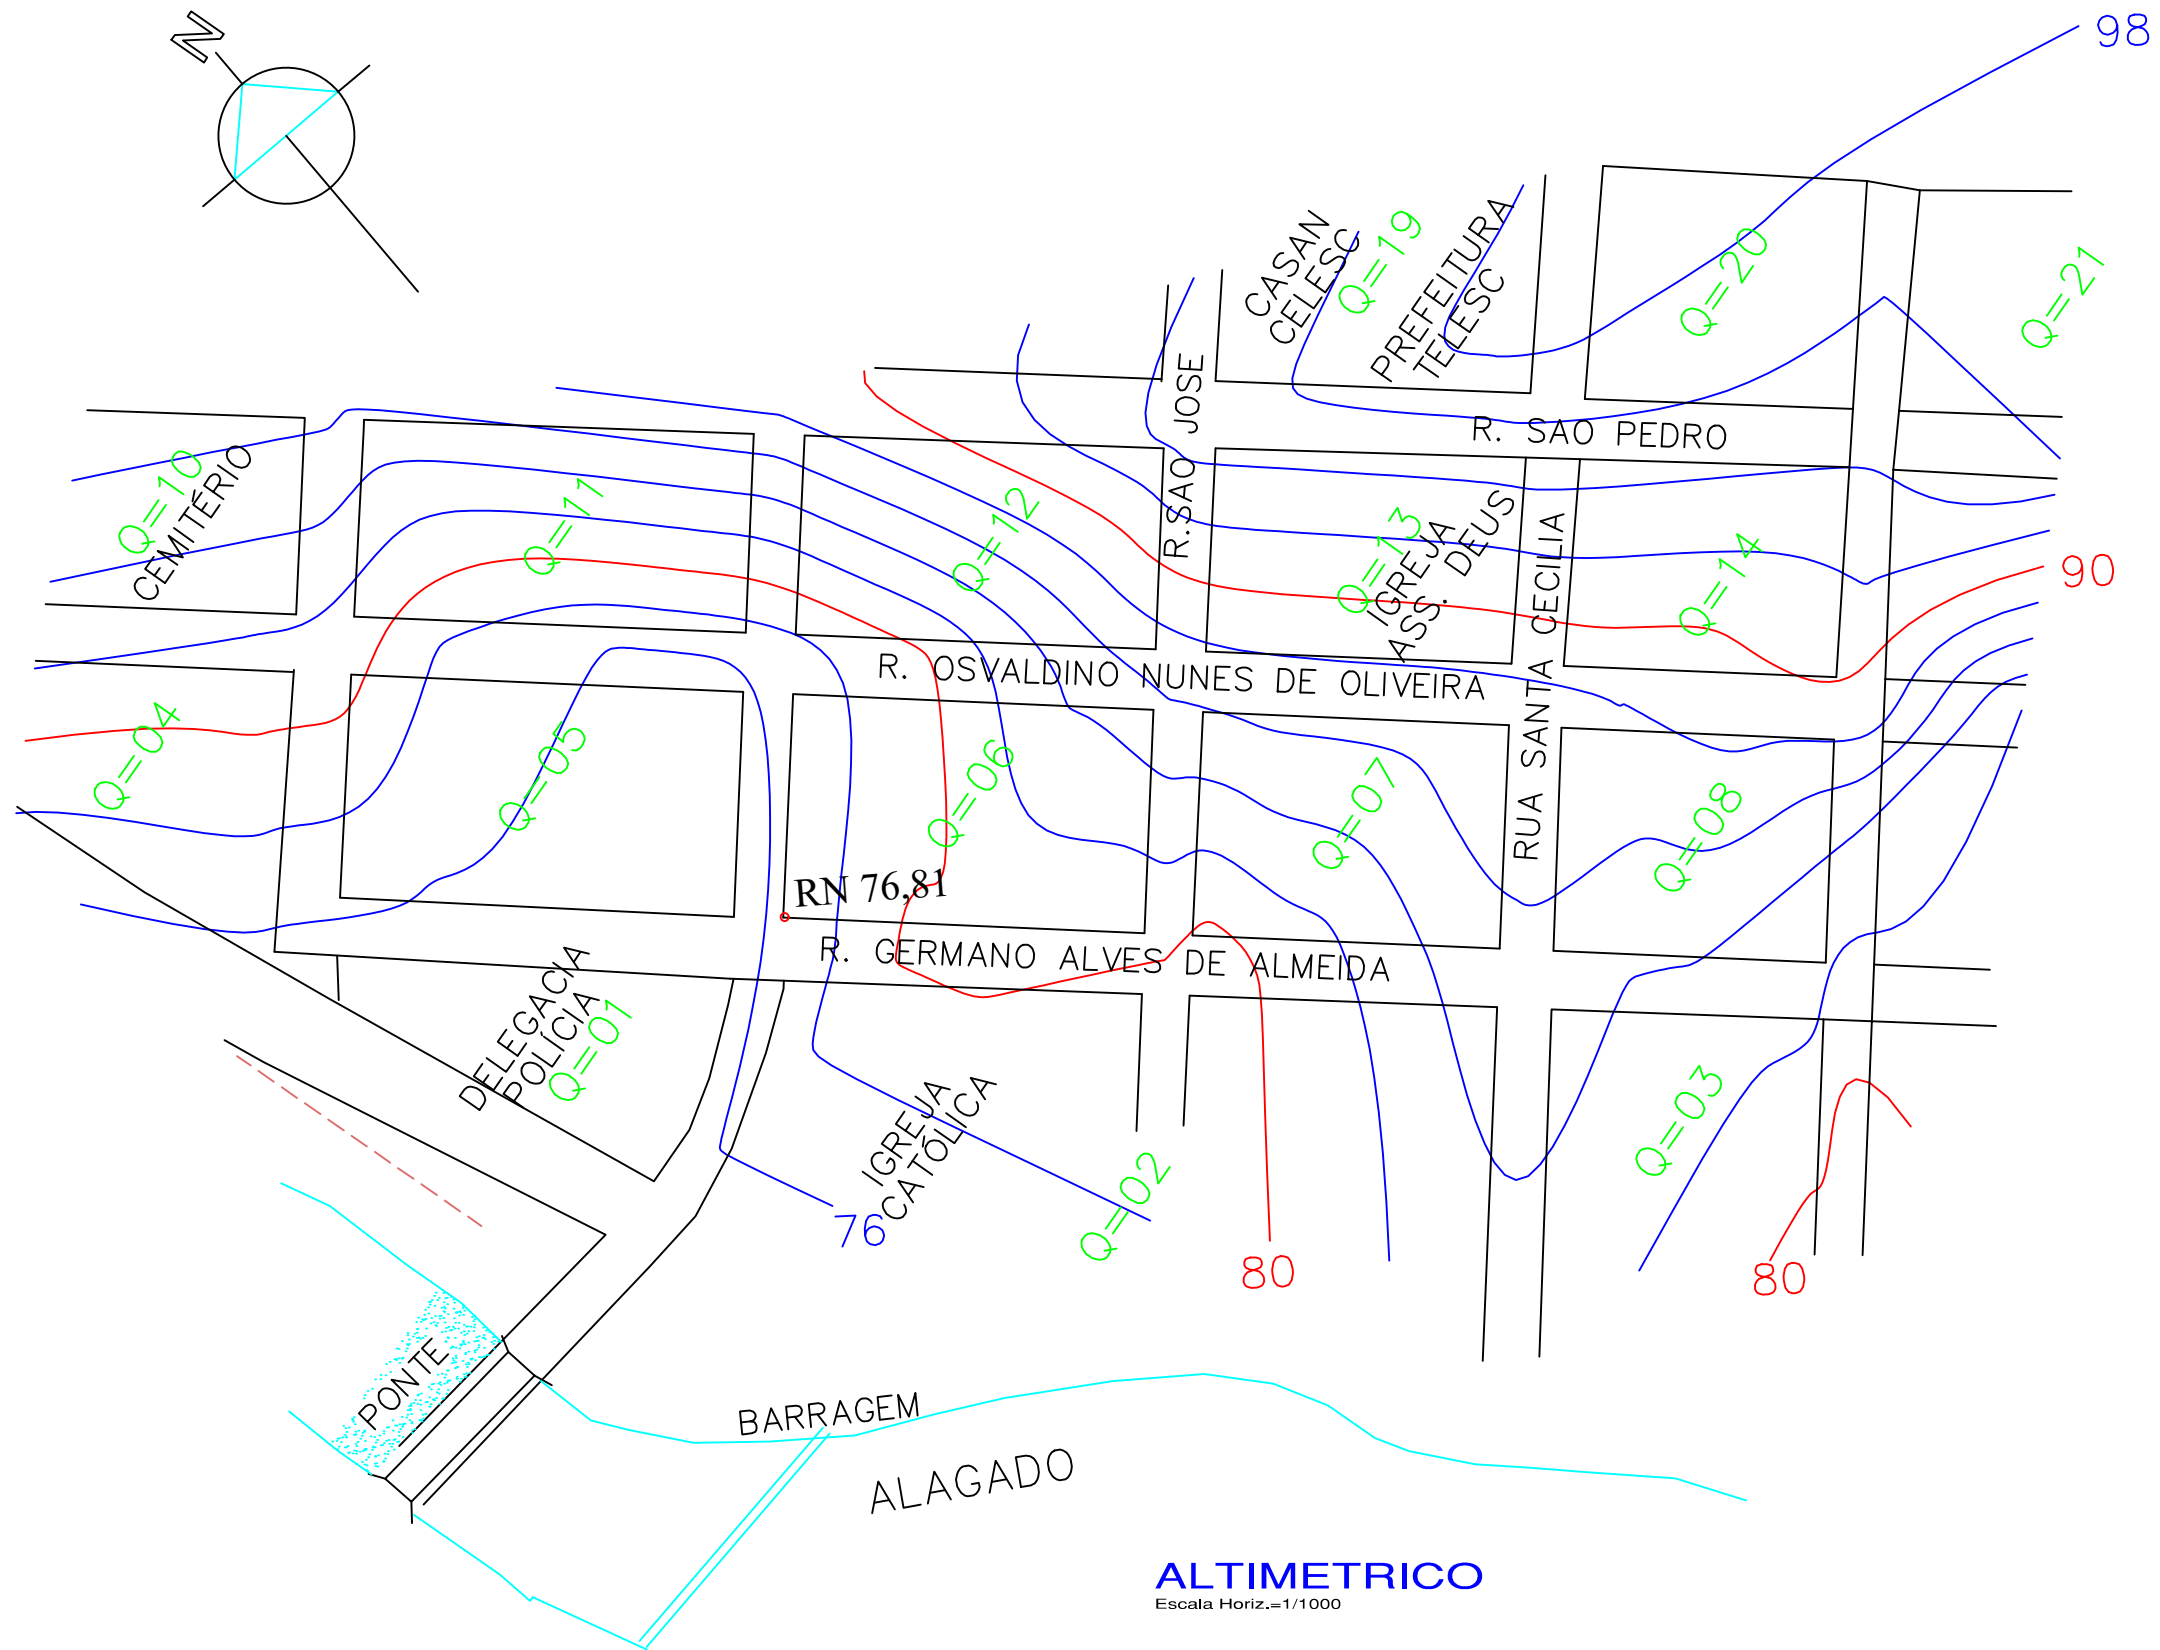 N
98
CASAN
CELESC
Q=19
PREFEITURA
TELESC
Q=20
Q=21
R. SAO JOSE
R. SAO PEDRO
Q=10
CEMITÉRIO
Q=11
Q=12
Q=13
IGREJA
ASS. DEUS
RUA SANTA CECILIA
Q=14
90
R. OSVALDINO NUNES DE OLIVEIRA
Q=04
Q=05
Q=06
Q=07
Q=08
RN 76,81
R. GERMANO ALVES DE ALMEIDA
DELEGACIA
POLÍCIA
Q=01
IGREJA
CATÓLICA
Q=02
Q=03
76
80
80
PONTE
BARRAGEM
ALAGADO
ALTIMETRICO
Escala Horiz.=1/1000